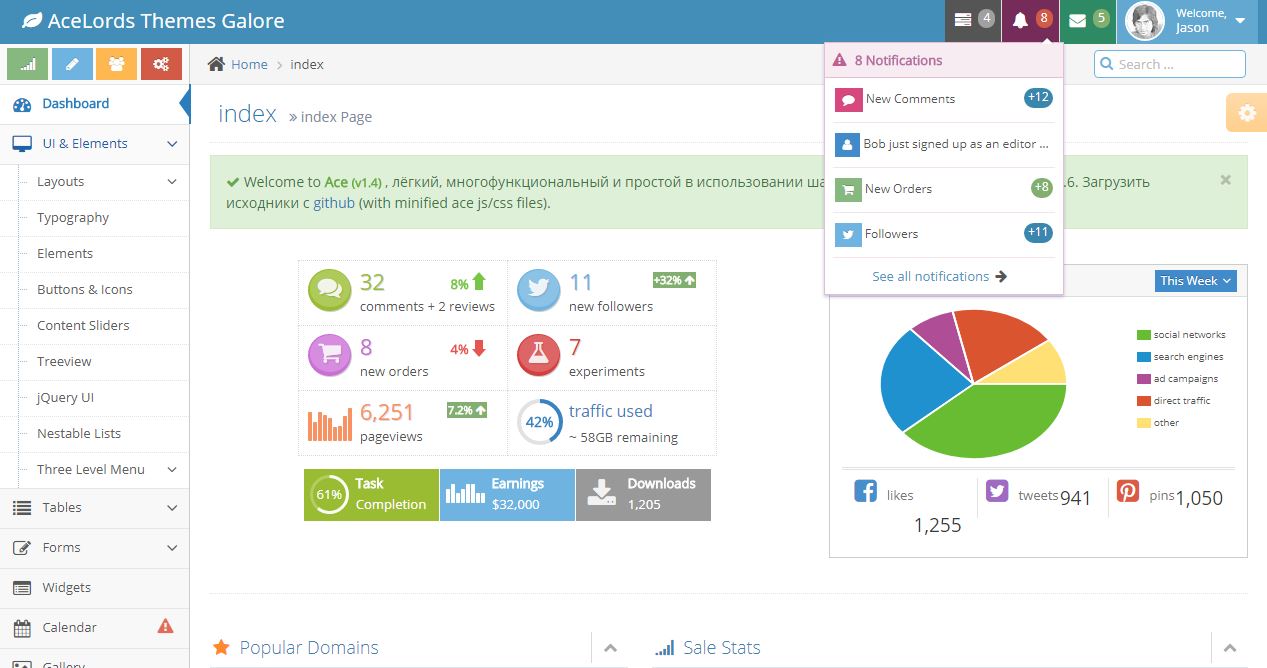 AceLords Themes Galore
4
8
5
Welcome,
Jason
Home > index
Search ...
8 Notifications
New Comments +12
Bob just signed up as an editor ...
New Orders +8
Followers +11
See all notifications
Dashboard
UI & Elements
Layouts
Typography
Elements
Buttons & Icons
Content Sliders
Treeview
jQuery UI
Nestable Lists
Three Level Menu
Tables
Forms
Widgets
Calendar
Gallery
index » index Page
Welcome to Ace (v1.4) , лёгкий, многофункциональный и простой в использовании ша .6. Загрузить
исходники с github (with minified ace js/css files).
×
32 8%
comments + 2 reviews
11 +32%
new followers
8 4%
new orders
7
experiments
6,251 7.2%
pageviews
42% traffic used
~ 58GB remaining
61% Task
Completion
Earnings
$32,000
Downloads
1,205
This Week
social networks
search engines
ad campaigns
direct traffic
other
likes
1,255
tweets 941
pins 1,050
Popular Domains
Sale Stats